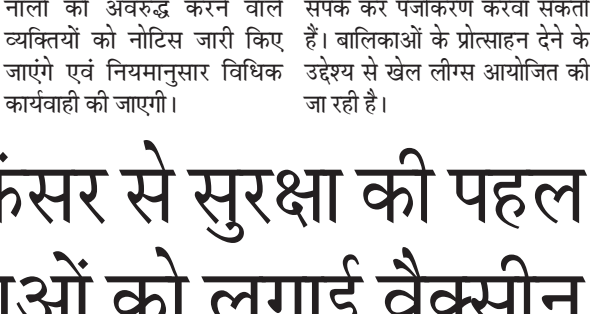 नालों को अवरुद्ध करने वाले
व्यक्तियों को नोटिस जारी किए
जाएंगे एवं नियमानुसार विधिक
कार्यवाही की जाएगी।
संपर्क कर पंजीकरण करवा सकती
हैं। बालिकाओं के प्रोत्साहन देने के
उद्देश्य से खेल लीग्स आयोजित की
जा रही है।
से सुरक्षा की पहल
को लगाई वैक्सीन